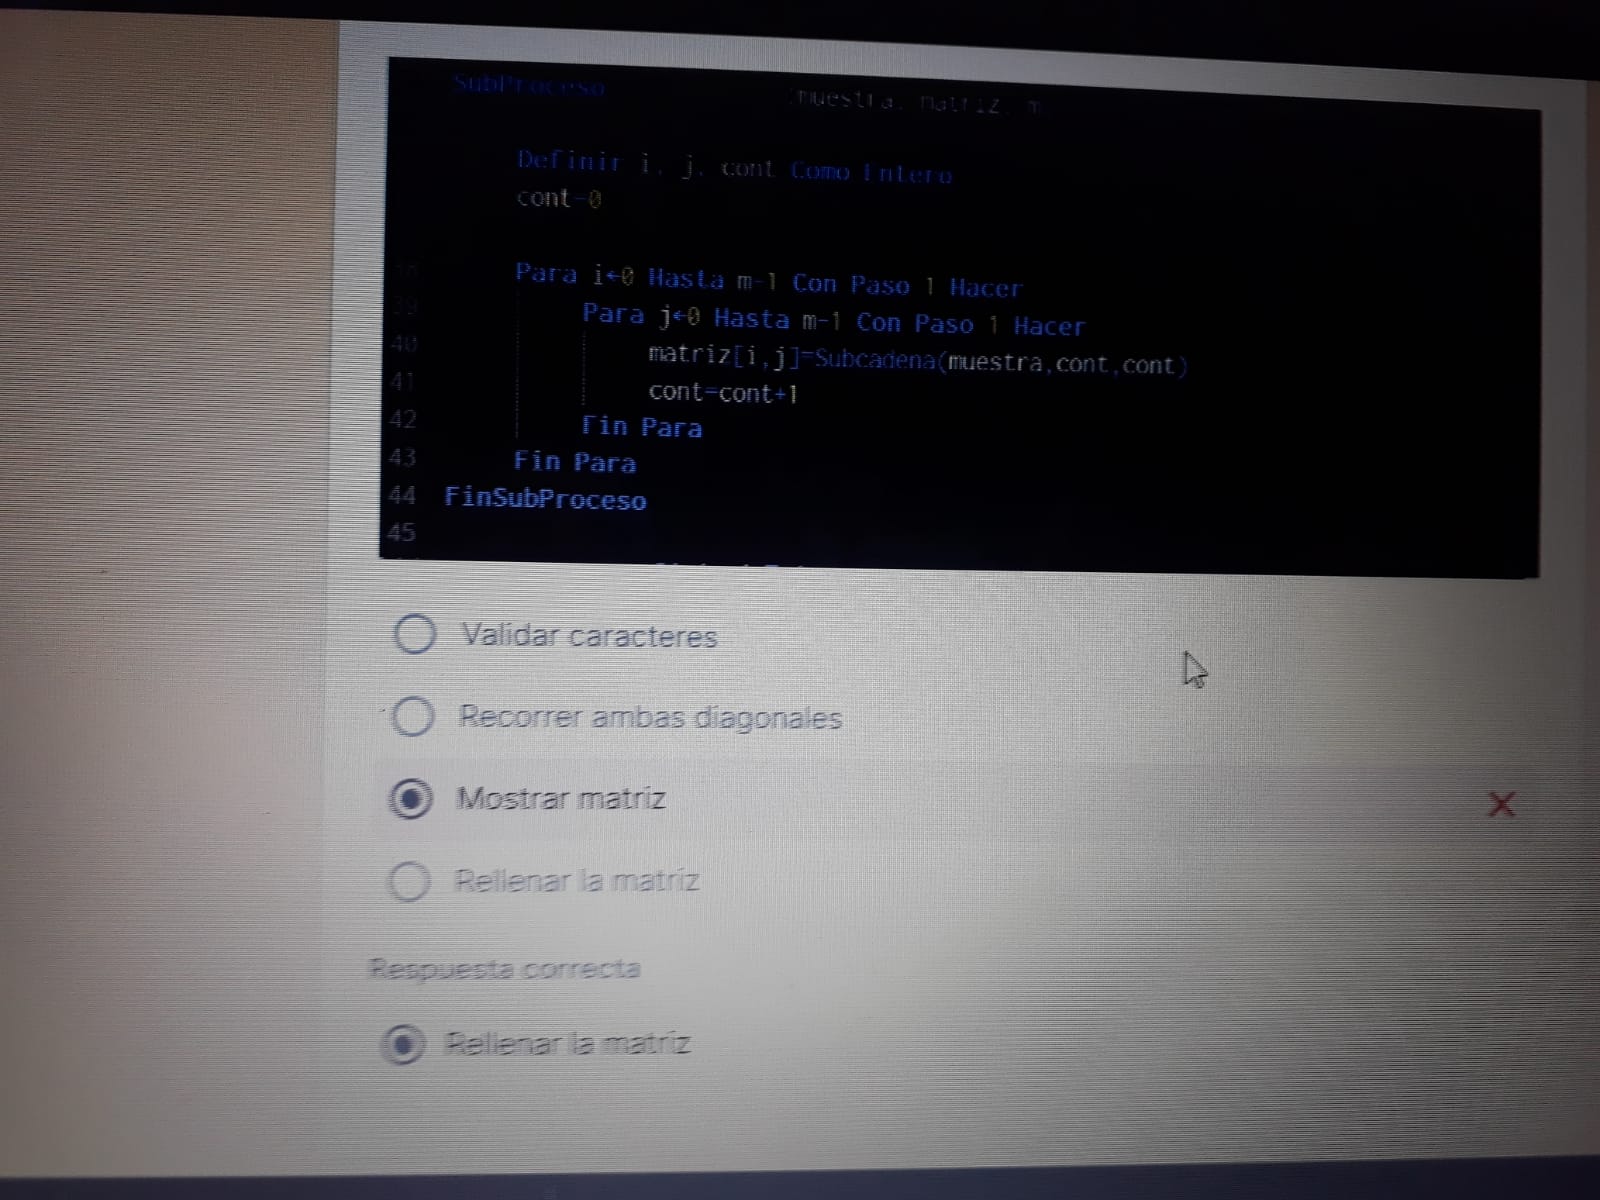 SubProceso (muestra, matriz, m
Definir i, j, cont Como Entero
cont=0
Para i←0 Hasta m-1 Con Paso 1 Hacer
39 Para j←0 Hasta m-1 Con Paso 1 Hacer
40 matriz[i,j]=Subcadena(muestra,cont,cont)
41 cont=cont+1
42 Fin Para
43 Fin Para
44 FinSubProceso
45
Validar caracteres
Recorrer ambas diagonales
Mostrar matriz
Rellenar la matriz
Respuesta correcta
Rellenar la matriz